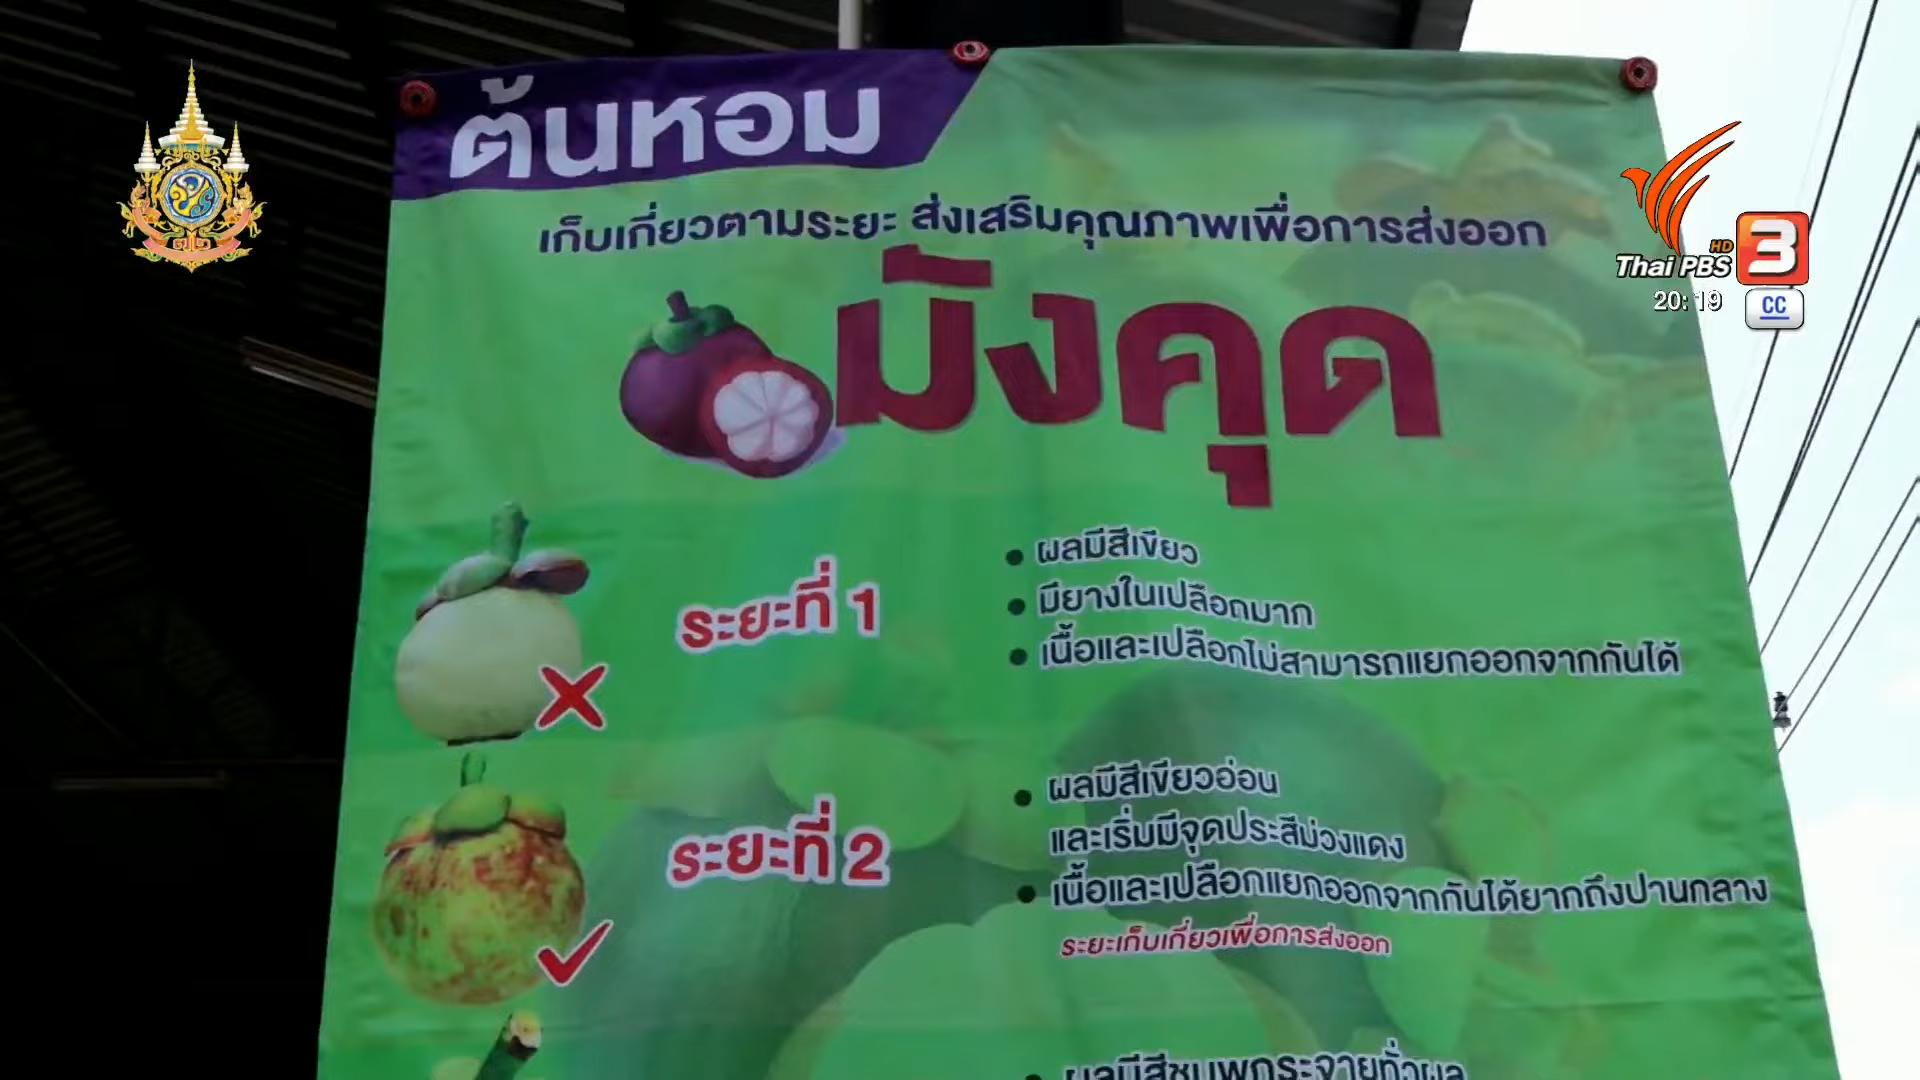 ต้นหอม
เก็บเกี่ยวตามระยะ ส่งเสริมคุณภาพเพื่อการส่งออก
มังคุด
HD
Thai PBS 3
20:19 CC
ระยะที่ 1
• ผลมีสีเขียว
• มียางในเปลือกมาก
• เนื้อและเปลือกไม่สามารถแยกออกจากกันได้
ระยะที่ 2
• ผลมีสีเขียวอ่อน
และเริ่มมีจุดประสีม่วงแดง
• เนื้อและเปลือกแยกออกจากกันได้ยากถึงปานกลาง
ระยะเก็บเกี่ยวเพื่อการส่งออก
• ผลมีสีชมพูกระจายทั่วผล